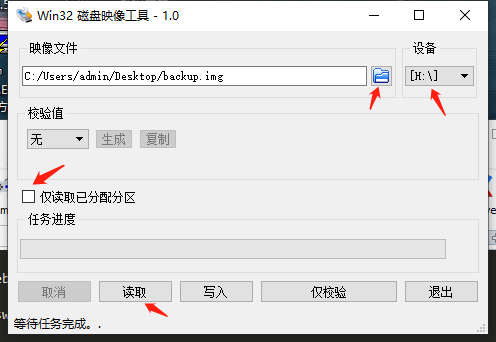 Win32 磁盘映像工具 - 1.0
映像文件
设备
C:/Users/admin/Desktop/backup.img
[H:\]
校验值
无
生成
复制
仅读取已分配分区
任务进度
取消
读取
写入
仅校验
退出
等待任务完成。.